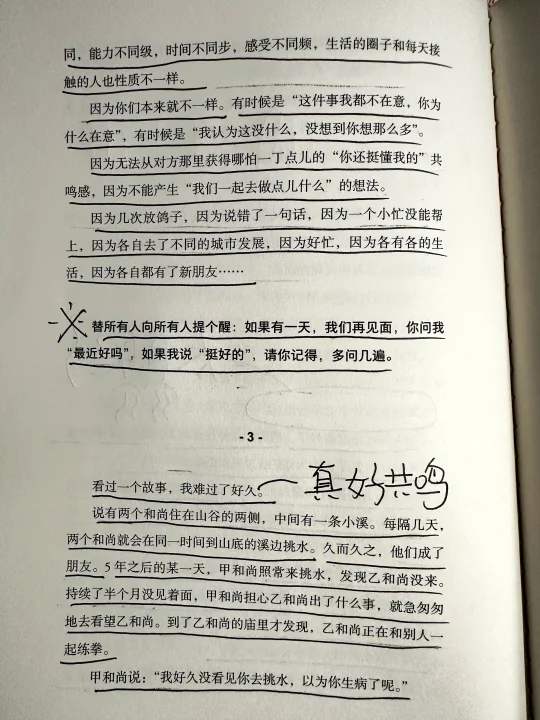 同，能力不同级，时间不同步，感受不同频，生活的圈子和每天接
触的人也性质不一样。
因为你们本来就不一样。有时候是“这件事我都不在意，你为
什么在意”，有时候是“我认为这没什么，没想到你想那么多”。
因为无法从对方那里获得哪怕一丁点儿的“你还挺懂我的”共
鸣感，因为不能产生“我们一起去做点儿什么”的想法。
因为几次放鸽子，因为说错了一句话，因为一个小忙没能帮
上，因为各自去了不同的城市发展，因为好忙，因为各有各的生
活，因为各自都有了新朋友……
替所有人向所有人提个醒：如果有一天，我们再见面，你问我
“最近好吗”，如果我说“挺好的”，请你记得，多问几遍。
- 3 -
看过一个故事，我难过了好久。真好共鸣
说有两个和尚住在山谷的两侧，中间有一条小溪。每隔几天，
两个和尚就会在同一时间到山底的溪边挑水。久而久之，他们成了
朋友。5 年之后的某一天，甲和尚照常来挑水，发现乙和尚没来。
持续了半个月没见着面，甲和尚担心乙和尚出了什么事，就急匆匆
地去看望乙和尚。到了乙和尚的庙里才发现，乙和尚正在和别人一
起练拳。
甲和尚说：“我好久没看见你去挑水，以为你生病了呢。”